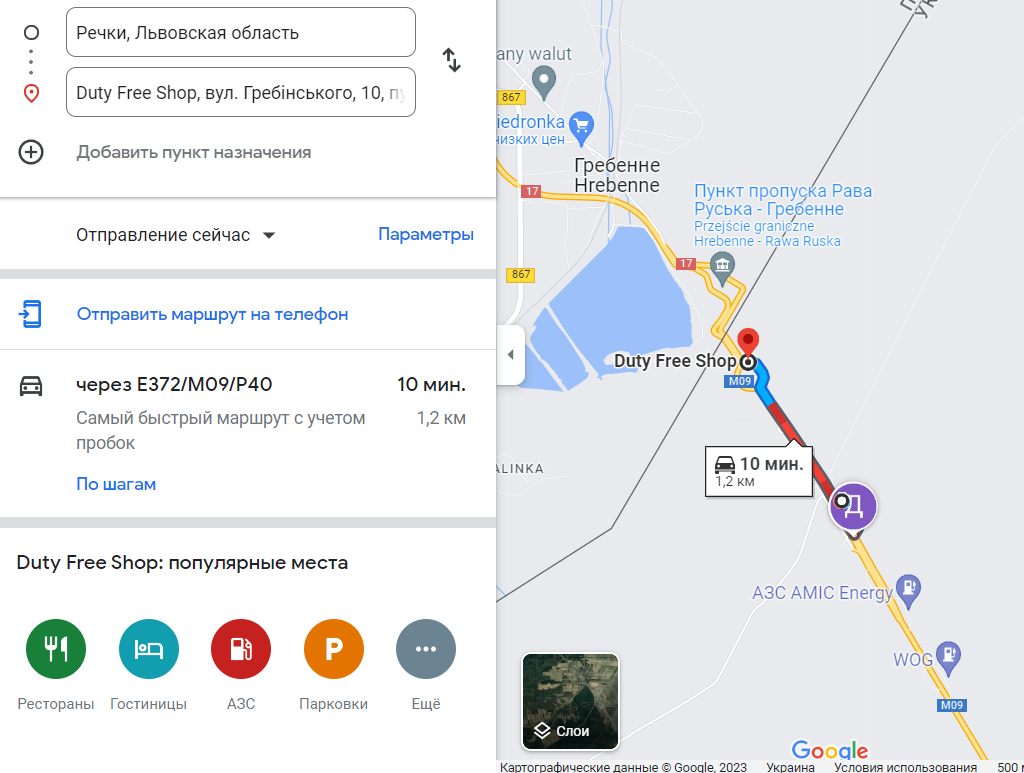 Речки, Львовская область
Duty Free Shop, вул. Гребінського, 10, пу
Добавить пункт назначения
Отправление сейчас
Параметры
Отправить маршрут на телефон
через E372/M09/P40
10 мин.
Самый быстрый маршрут с учетом
1,2 км
пробок
По шагам
Duty Free Shop: популярные места
Рестораны
Гостиницы
АЗС
P
Парковки
Ещё
any walut
867
iedronka
низких цен
Гребенне
Hrebenne
17
Пункт пропуска Рава
Руська - Гребенне
Przejście graniczne
Hrebenne - Rawa Ruska
17
867
Duty Free Shop
M09
ALINKA
10 мин.
1,2 км
Д
АЗС AMIC Energy
WOG
M09
Слои
Google
Картографические данные © Google, 2023
Украина
Условия использования
500 м